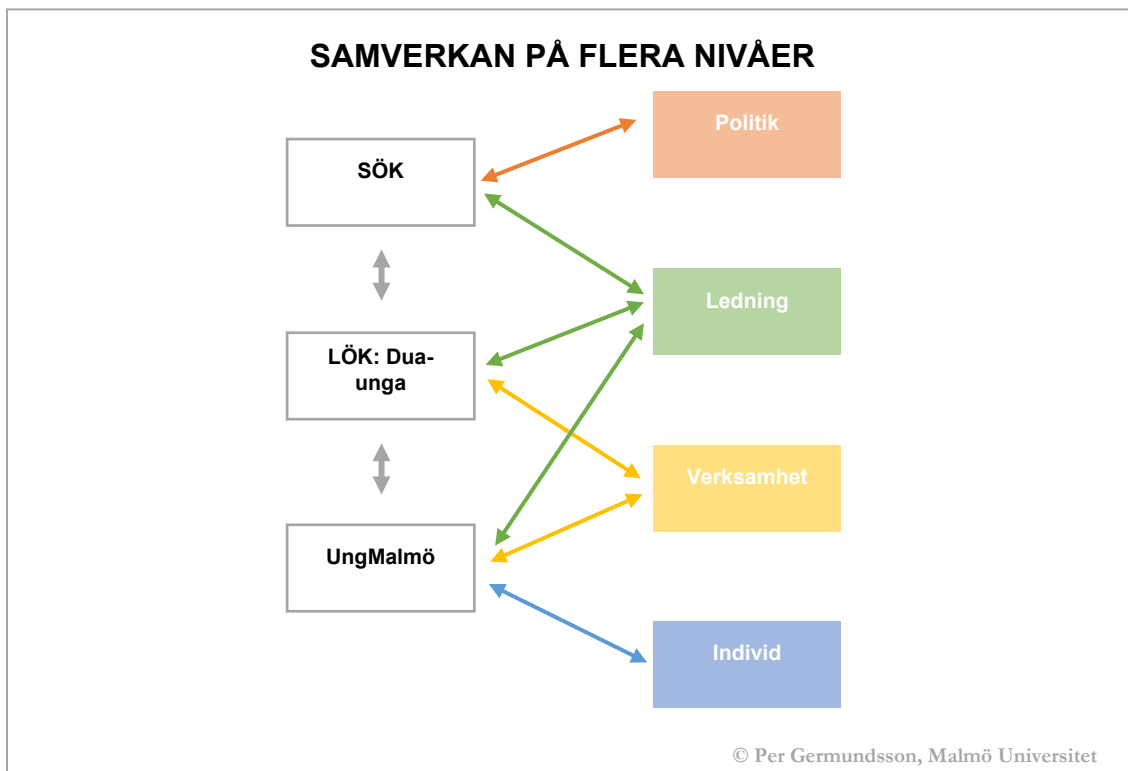 SAMVERKAN PÅ FLERA NIVÅER
Politik
SÖK
Ledning
LÖK: Dua-
unga
Verksamhet
UngMalmö
Individ
© Per Germundsson, Malmö Universitet